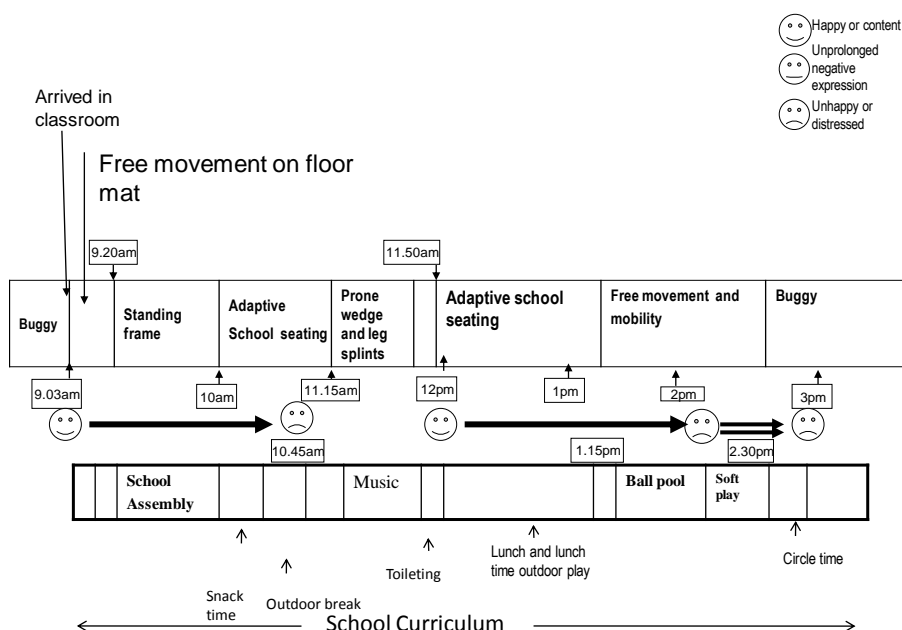 Happy or content
Unprolonged
negative
expression
Unhappy or
distressed
Arrived in
classroom
Free movement on floor
mat
9.20am
11.50am
Buggy
Standing
frame
Adaptive
School seating
Prone
wedge
and leg
splints
Adaptive school
seating
Free movement and
mobility
Buggy
9.03am
10am
11.15am
12pm
1pm
2pm
3pm
10.45am
1.15pm
2.30pm
School
Assembly
Music
Ball pool
Soft
play
Snack
time
Outdoor break
Toileting
Lunch and lunch
time outdoor play
Circle time
School Curriculum